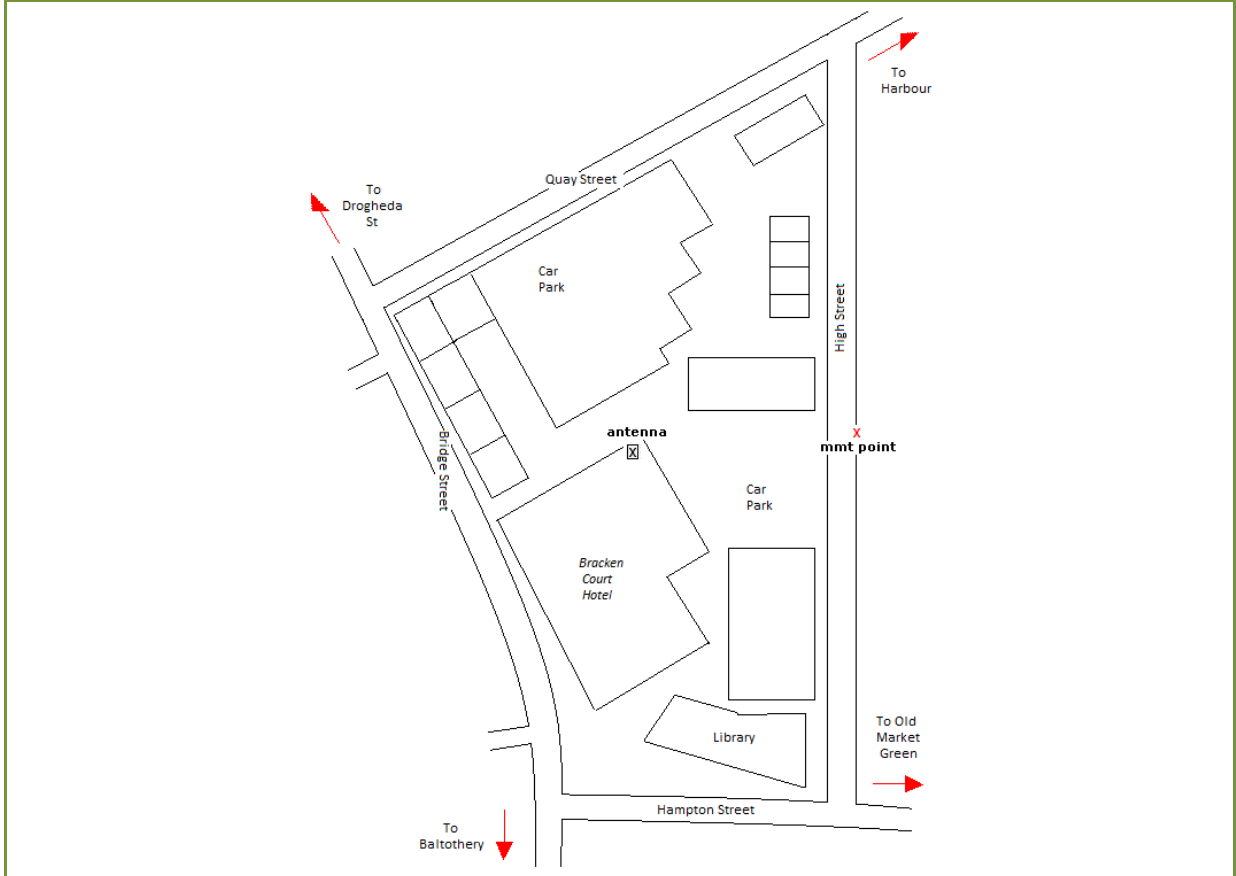 To
Harbour
Quay Street
To
Drogheda
St
Car
Park
High Street
antenna
X
X
mmt point
Bridge Street
Car
Park
Bracken
Court
Hotel
To Old
Market
Green
Library
Hampton Street
To
Baltothery